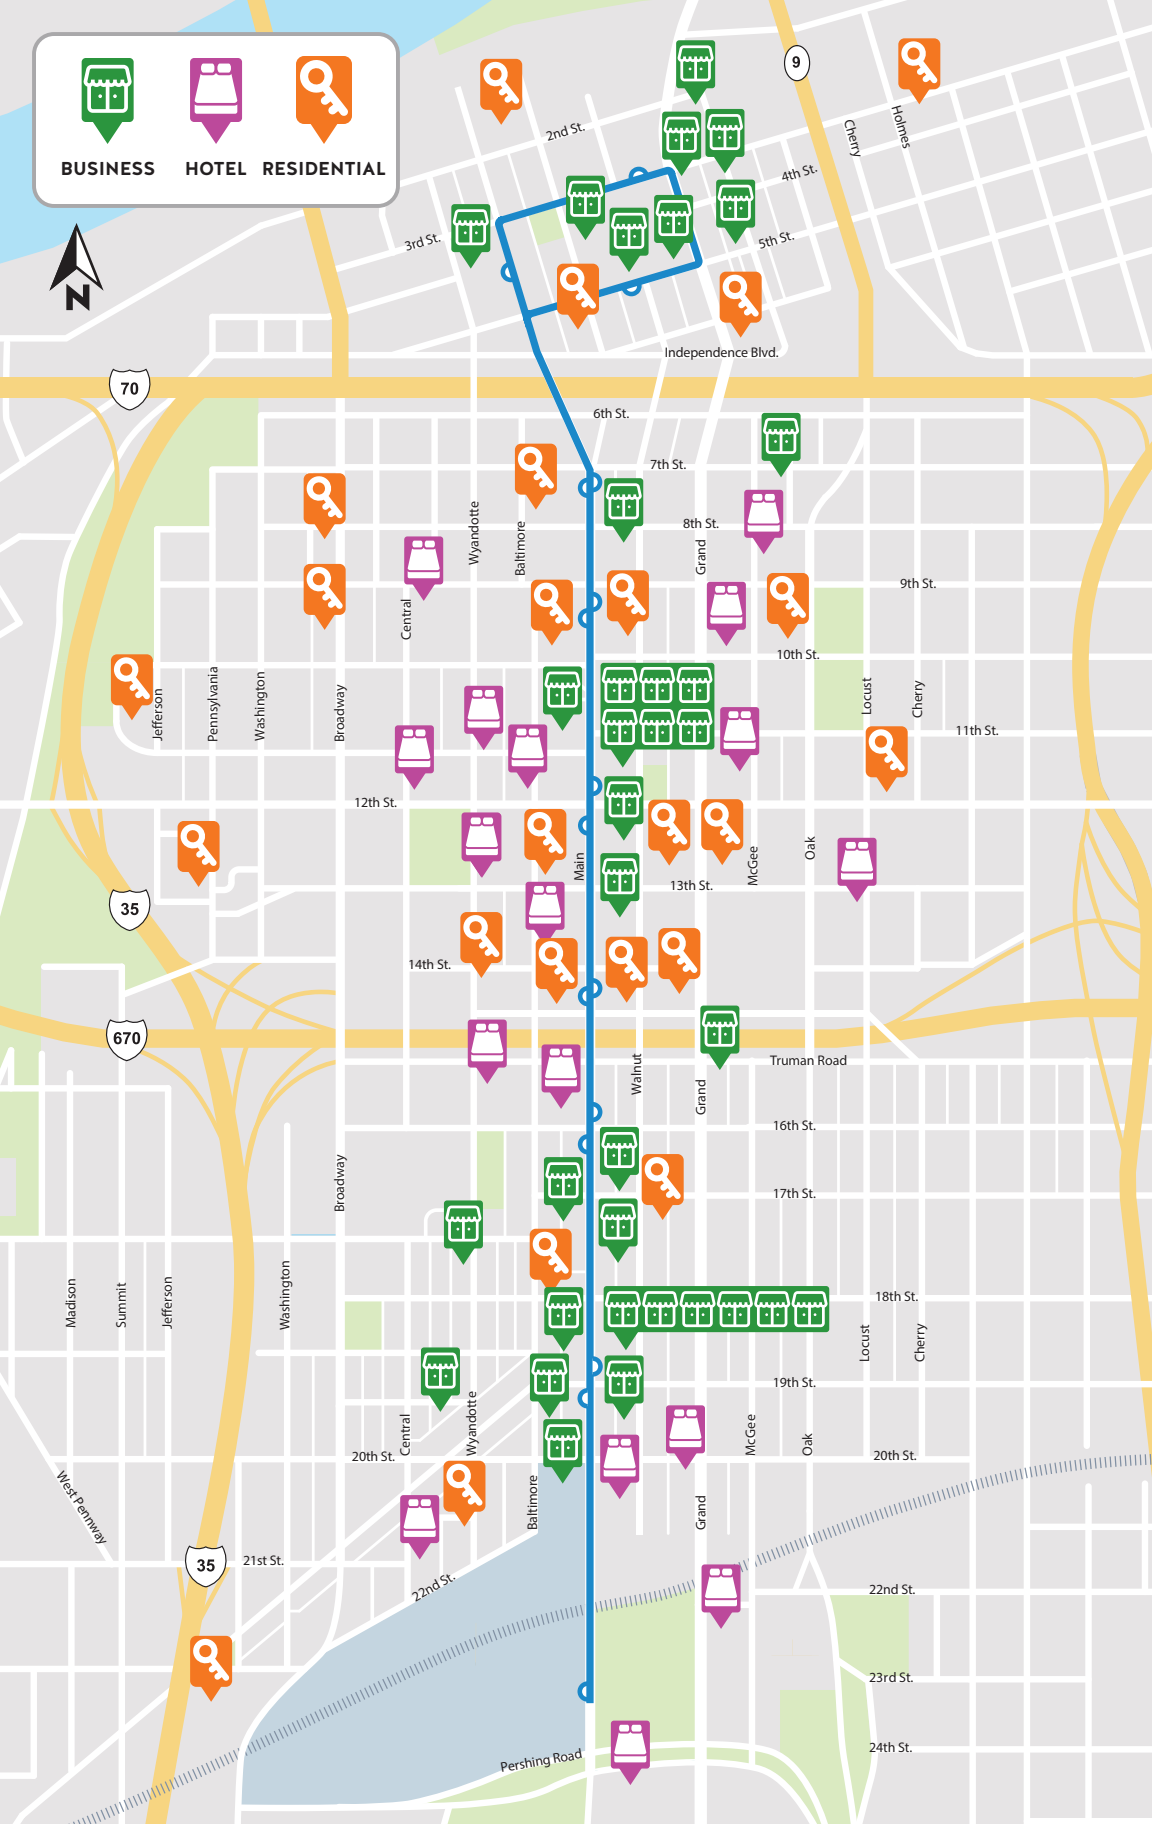 BUSINESS HOTEL RESIDENTIAL
N
9
Holmes
Cherry
2nd St.
4th St.
3rd St.
5th St.
Independence Blvd.
70
6th St.
7th St.
8th St.
Wyandotte
Baltimore
Grand
9th St.
Central
10th St.
Jefferson
Pennsylvania
Washington
Broadway
Locust
Cherry
11th St.
12th St.
Main
McGee
Oak
13th St.
35
14th St.
670
Truman Road
Walnut
Grand
16th St.
Broadway
17th St.
Madison
Summit
Jefferson
Washington
18th St.
Locust
Cherry
19th St.
Central
Wyandotte
McGee
Oak
20th St.
20th St.
West Pennway
Baltimore
Grand
35
21st St.
22nd St.
22nd St.
23rd St.
24th St.
Pershing Road